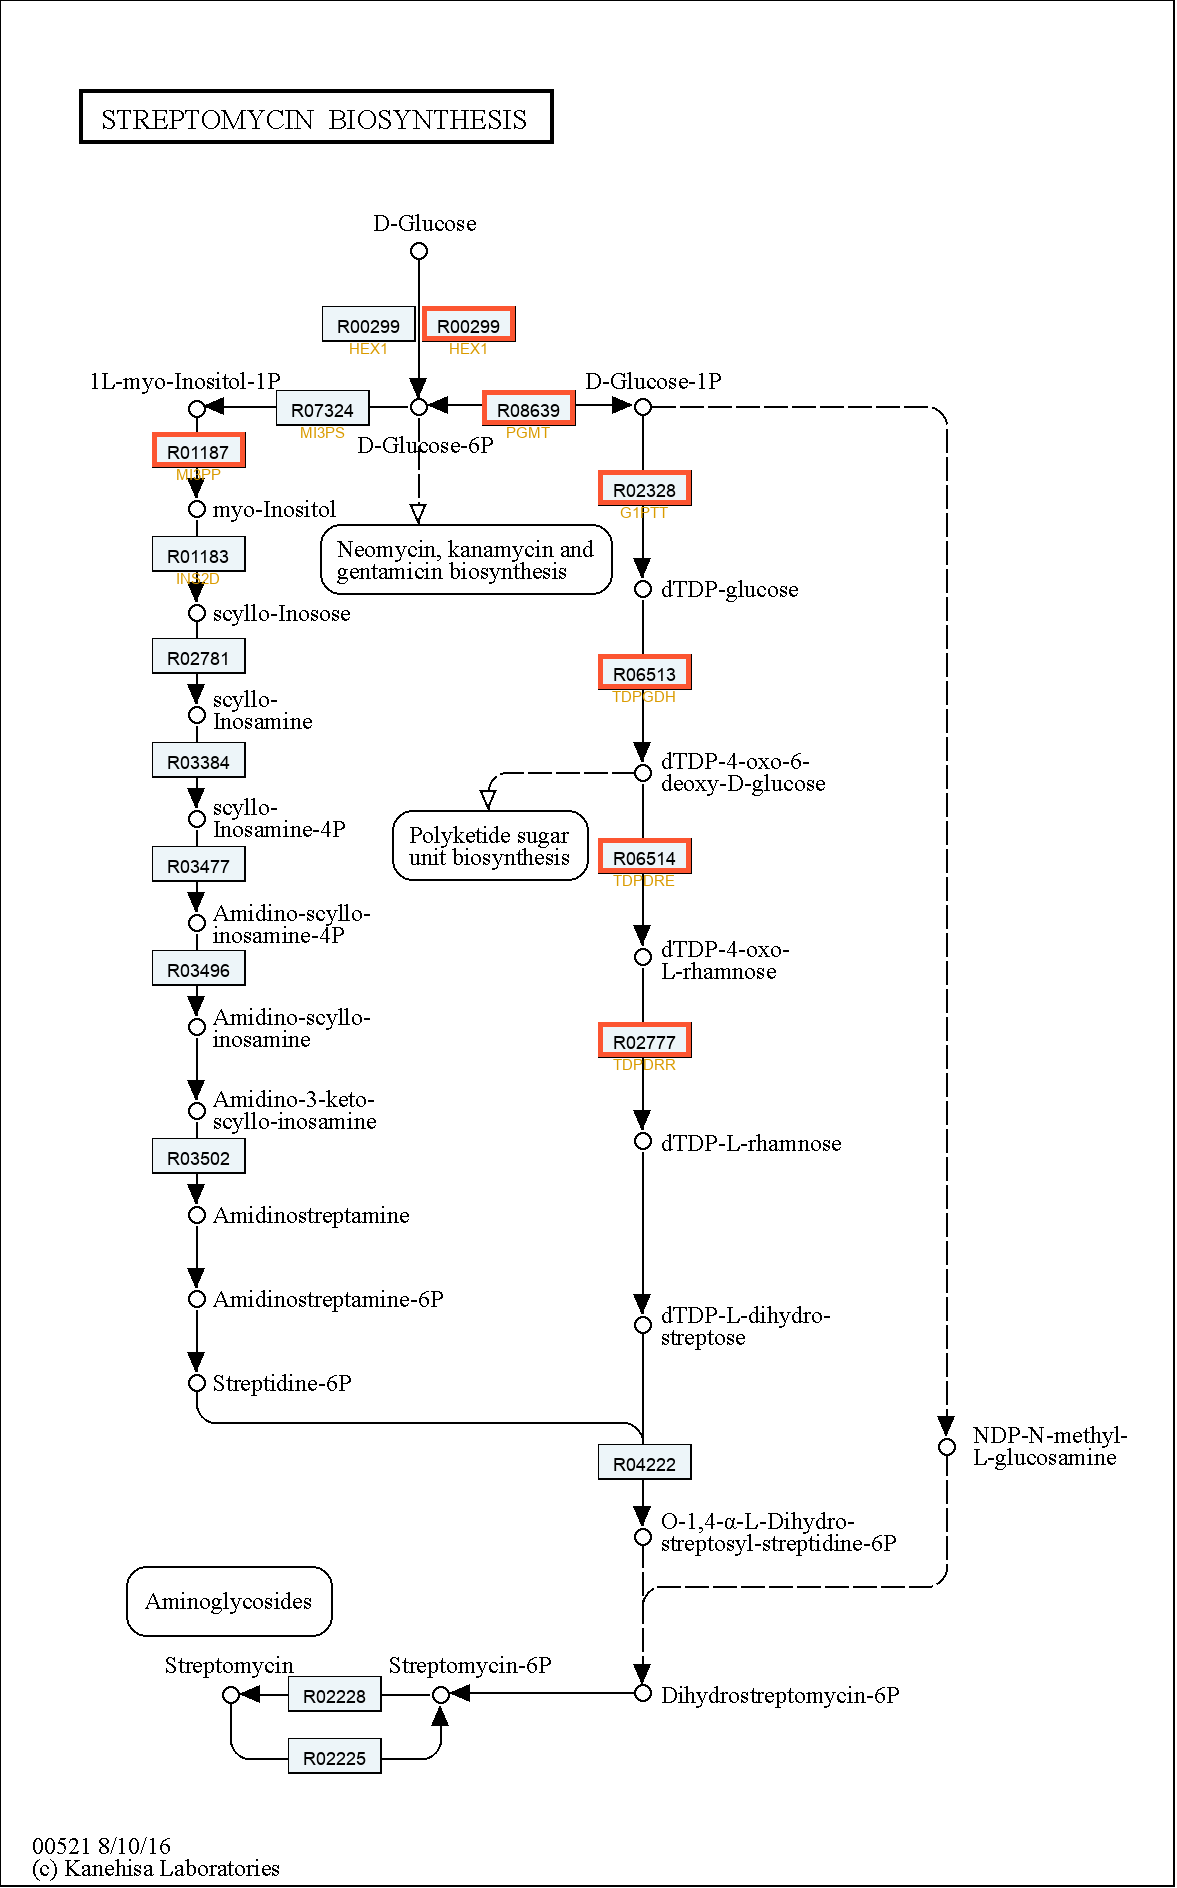 STREPTOMYCIN BIOSYNTHESIS
D-Glucose
R00299
HEX1
R00299
HEX1
1L-myo-Inositol-1P
R07324
MI3PS
R08639
PGMT
D-Glucose-1P
D-Glucose-6P
R01187
MI3PP
myo-Inositol
R02328
G1PTT
Neomycin, kanamycin and
gentamicin biosynthesis
R01183
INS2D
dTDP-glucose
scyllo-Inosose
R02781
R06513
TDPGDH
scyllo-
Inosamine
R03384
dTDP-4-oxo-6-
deoxy-D-glucose
scyllo-
Inosamine-4P
Polyketide sugar
unit biosynthesis
R06514
TDPDRE
R03477
Amidino-scyllo-
inosamine-4P
dTDP-4-oxo-
L-rhamnose
R03496
Amidino-scyllo-
inosamine
R02777
TDPDRR
Amidino-3-keto-
scyllo-inosamine
dTDP-L-rhamnose
R03502
Amidinostreptamine
Amidinostreptamine-6P
dTDP-L-dihydro-
streptose
Streptidine-6P
NDP-N-methyl-
L-glucosamine
R04222
O-1,4-α-L-Dihydro-
streptosyl-streptidine-6P
Aminoglycosides
Streptomycin
R02228
Streptomycin-6P
Dihydrostreptomycin-6P
R02225
00521 8/10/16
(c) Kanehisa Laboratories